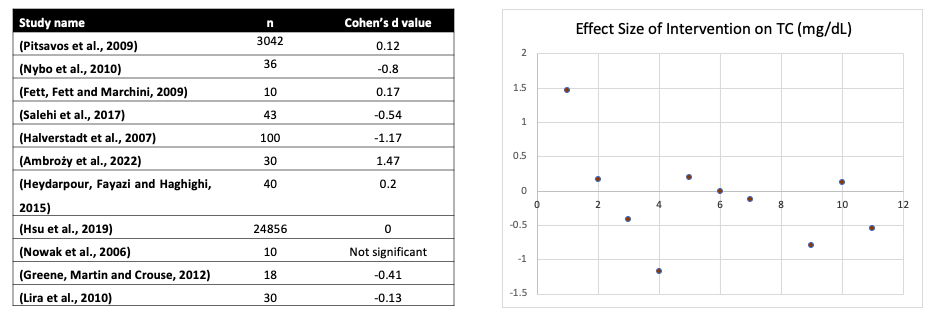 Study name n Cohen's d value
(Pitsavos et al., 2009) 3042 0.12
(Nybo et al., 2010) 36 -0.8
(Fett, Fett and Marchini, 2009) 10 0.17
(Salehi et al., 2017) 43 -0.54
(Halverstadt et al., 2007) 100 -1.17
(Ambroży et al., 2022) 30 1.47
(Heydarpour, Fayazi and Haghighi, 40 0.2
2015)
(Hsu et al., 2019) 24856 0
(Nowak et al., 2006) 10 Not significant
(Greene, Martin and Crouse, 2012) 18 -0.41
(Lira et al., 2010) 30 -0.13
Effect Size of Intervention on TC (mg/dL)
2
1.5
1
0.5
0
0 2 4 6 8 10 12
-0.5
-1
-1.5